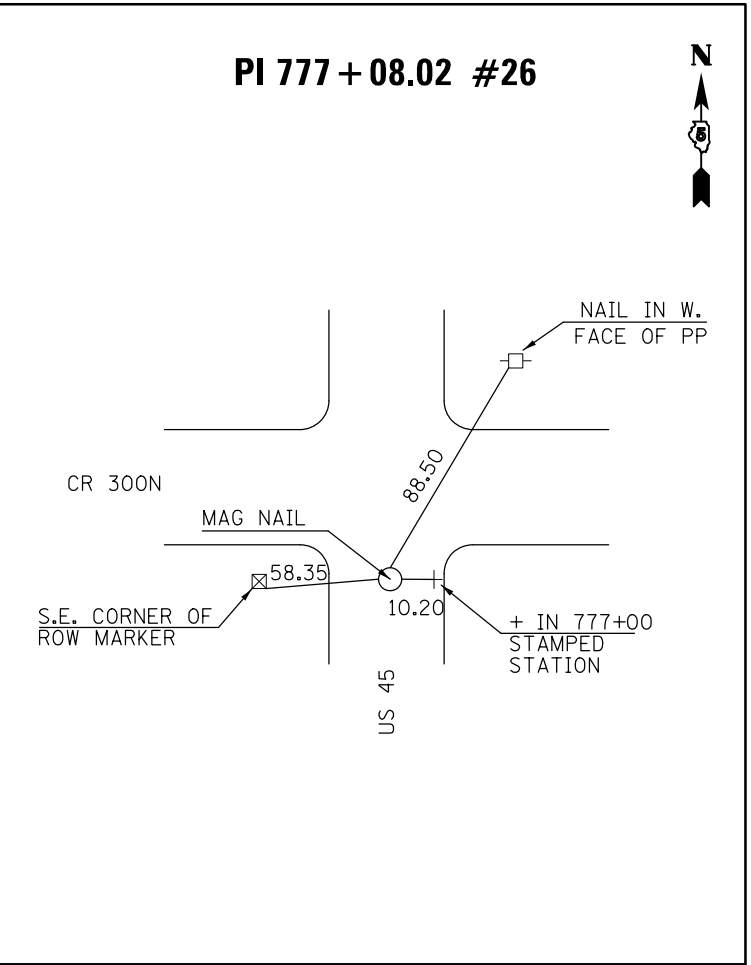 PI 777+08.02 #26
N
5
NAIL IN W.
FACE OF PP
88.50
CR 300N
MAG NAIL
58.35
10.20
S.E. CORNER OF
ROW MARKER
+ IN 777+00
STAMPED
STATION
US 45